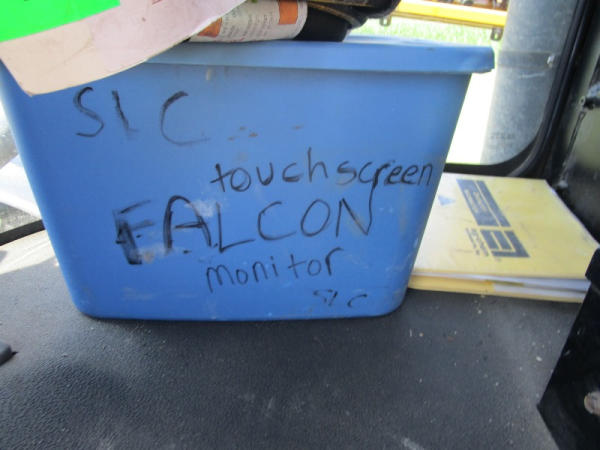 SLC
touchscreen
FALCON
monitor
SLC